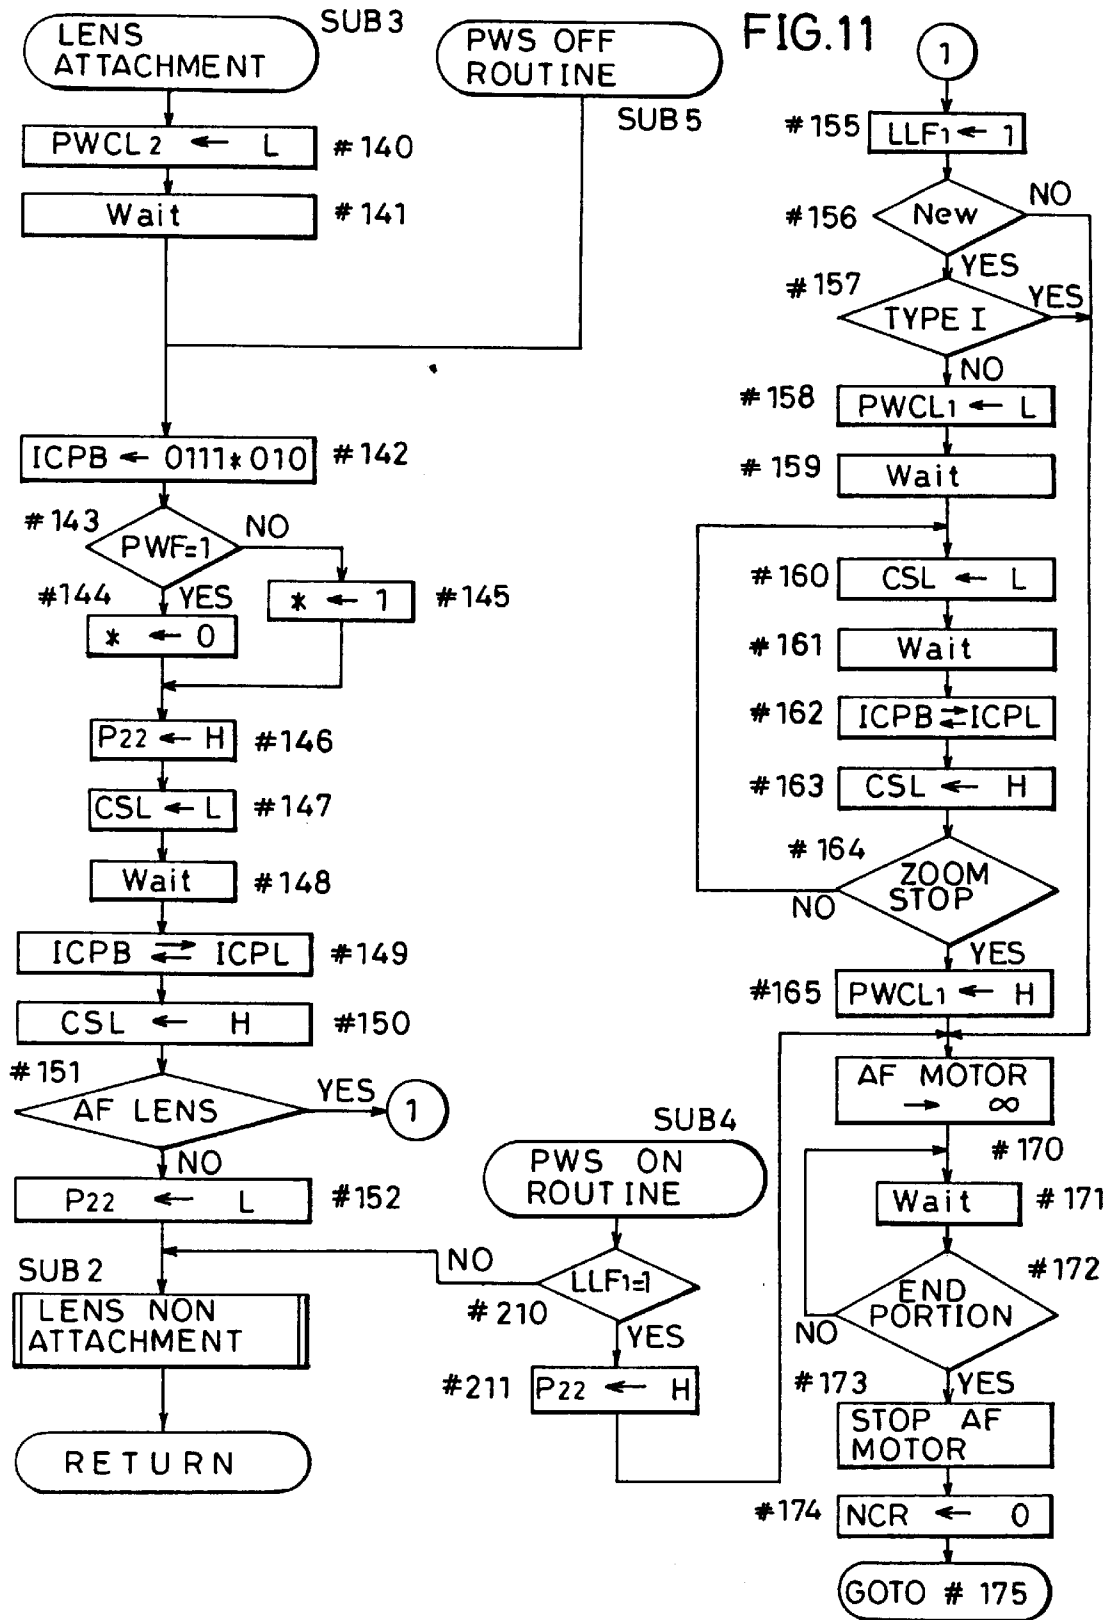 FIG.11
LENS
ATTACHMENT
SUB3
PWS OFF
ROUTINE
SUB5
PWCL2 ← L
#140
Wait
#141
ICPB ← 0111*010
#142
#143
PWF=1
NO
#144
YES
* ← 0
* ← 1
#145
P22 ← H
#146
CSL ← L
#147
Wait
#148
ICPB ⇄ ICPL
#149
CSL ← H
#150
#151
AF LENS
YES
1
NO
P22 ← L
#152
SUB2
LENS NON
ATTACHMENT
RETURN
SUB4
PWS ON
ROUTINE
NO
LLF1=1
#210
YES
#211
P22 ← H
1
#155
LLF1 ← 1
#156
New
NO
YES
#157
TYPE I
YES
NO
#158
PWCL1 ← L
#159
Wait
#160
CSL ← L
#161
Wait
#162
ICPB ⇄ ICPL
#163
CSL ← H
#164
ZOOM
STOP
NO
YES
#165
PWCL1 ← H
AF MOTOR
→ ∞
#170
Wait
#171
#172
END
PORTION
NO
YES
#173
STOP AF
MOTOR
#174
NCR ← 0
GOTO # 175